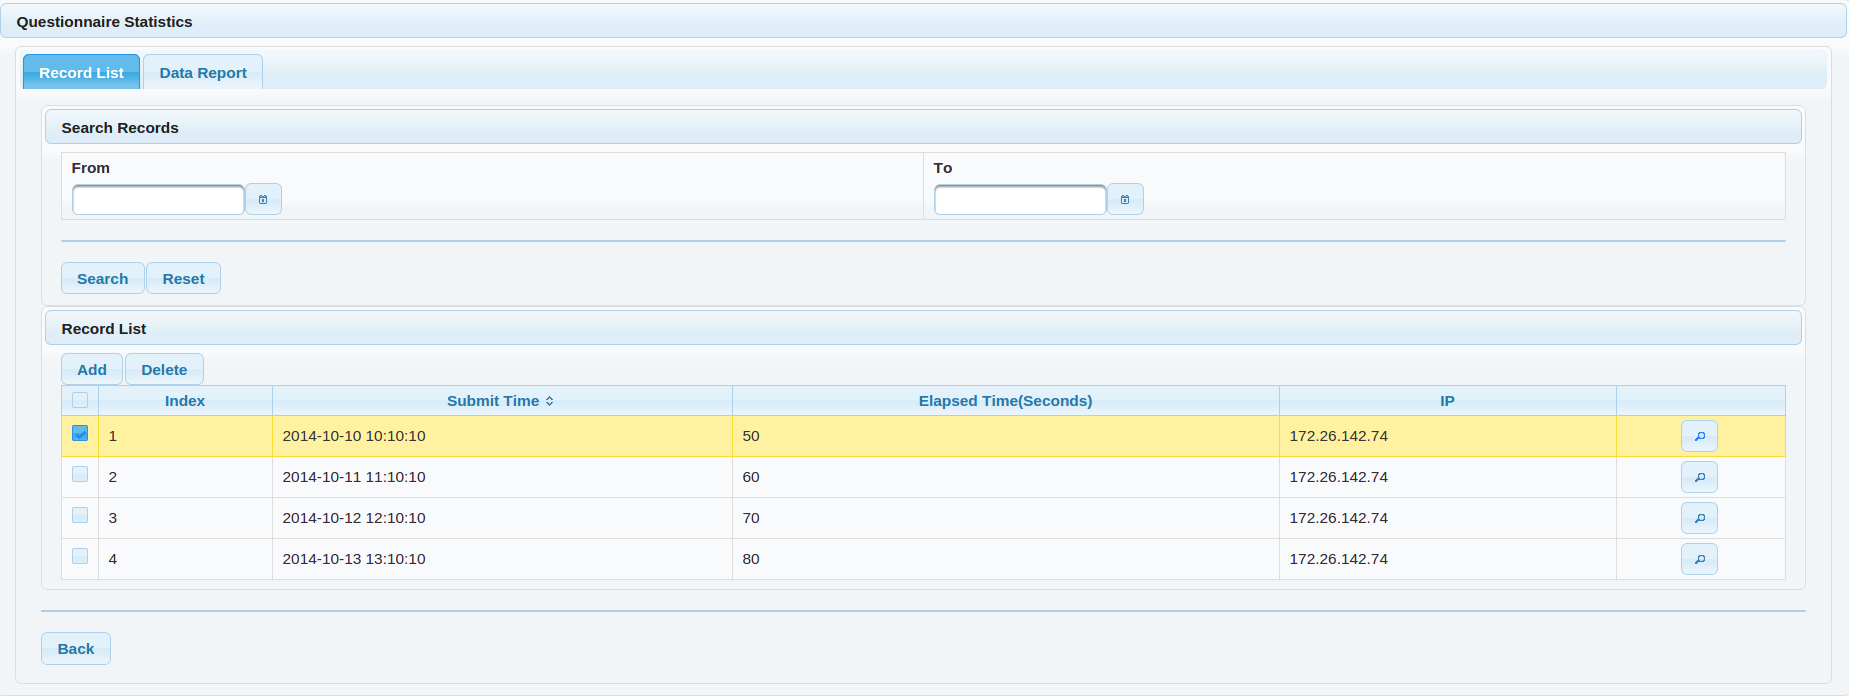 Questionnaire Statistics
Record List Data Report
Search Records
From To
Search Reset
Record List
Add Delete
Index Submit Time Elapsed Time(Seconds) IP
1 2014-10-10 10:10:10 50 172.26.142.74
2 2014-10-11 11:10:10 60 172.26.142.74
3 2014-10-12 12:10:10 70 172.26.142.74
4 2014-10-13 13:10:10 80 172.26.142.74
Back